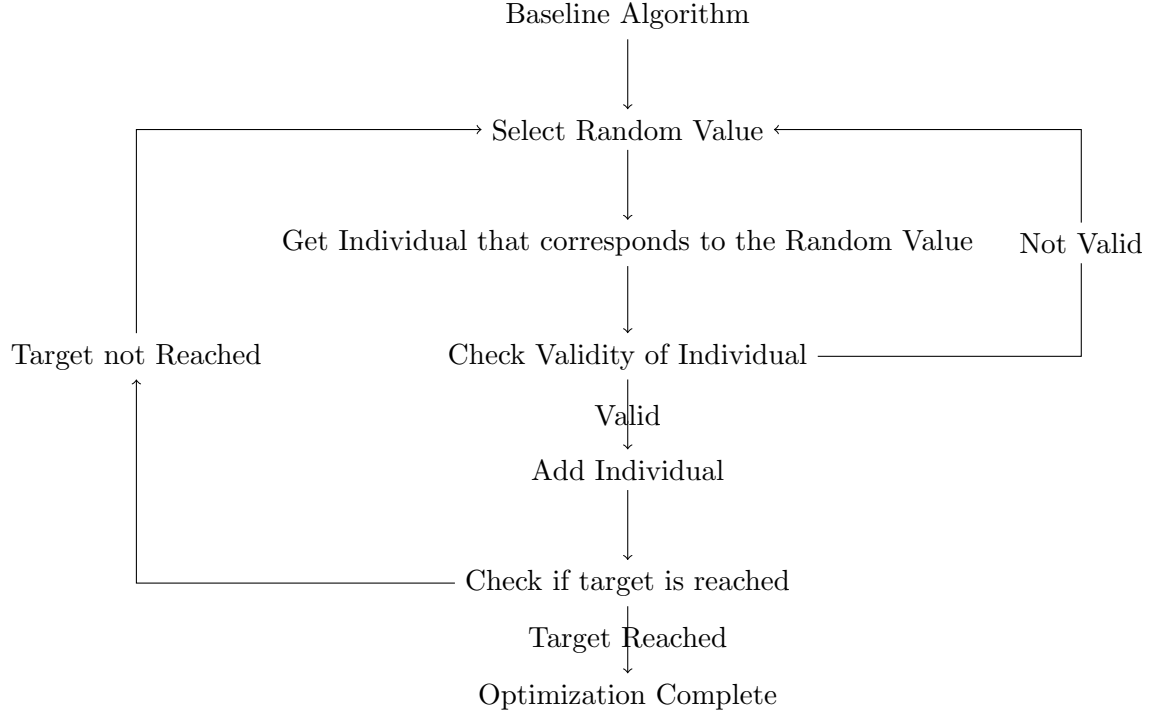 Baseline Algorithm
Select Random Value
Get Individual that corresponds to the Random Value
Not Valid
Target not Reached
Check Validity of Individual
Valid
Add Individual
Check if target is reached
Target Reached
Optimization Complete